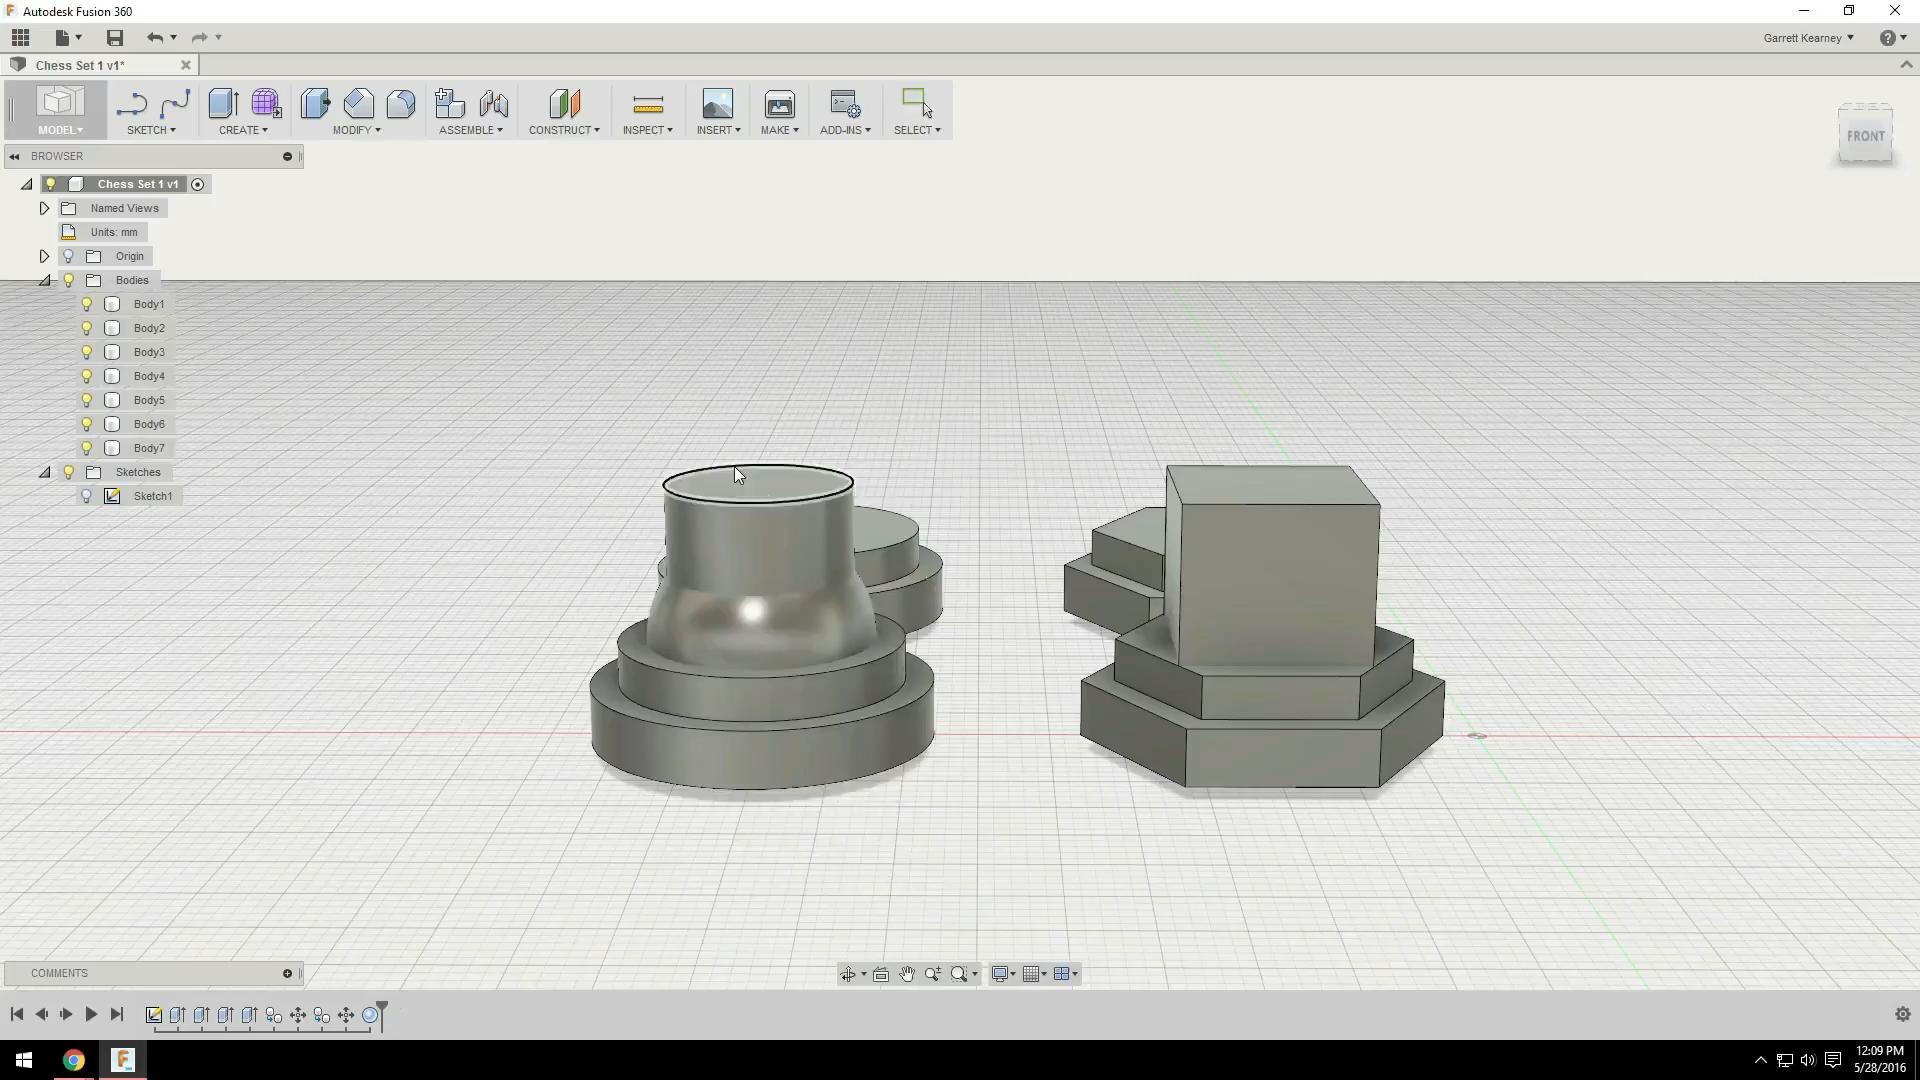 Autodesk Fusion 360
Garrett Kearney
Chess Set 1 v1*
MODEL
SKETCH
CREATE
MODIFY
ASSEMBLE
CONSTRUCT
INSPECT
INSERT
MAKE
ADD-INS
SELECT
FRONT
BROWSER
Chess Set 1 v1
Named Views
Units: mm
Origin
Bodies
Body1
Body2
Body3
Body4
Body5
Body6
Body7
Sketches
Sketch1
COMMENTS
12:09 PM
5/28/2016